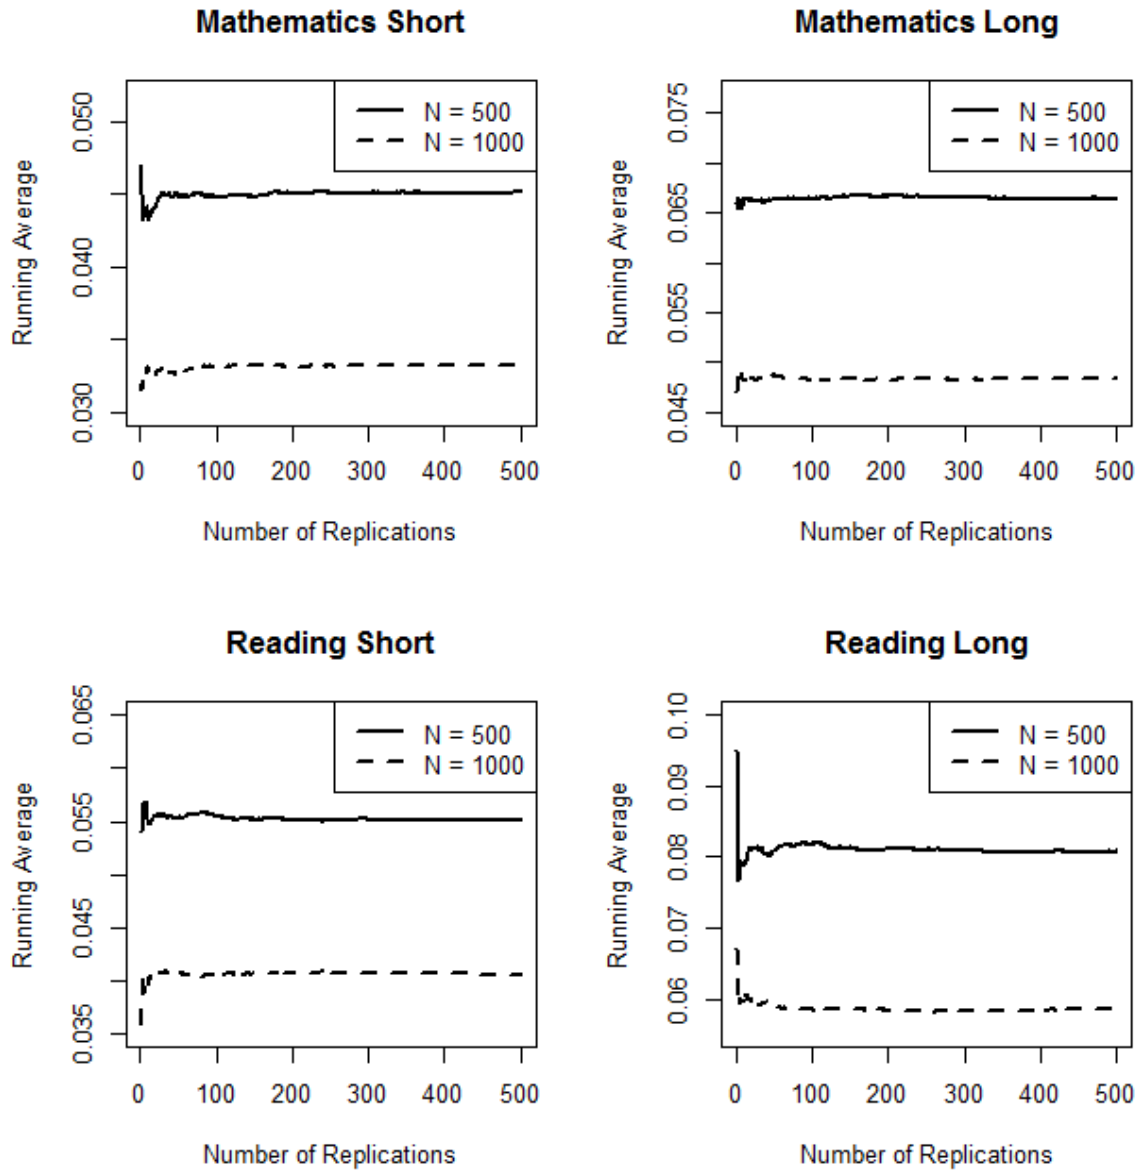 Mathematics Short
Running Average
0.030 0.040 0.050
N = 500
N = 1000
0 100 200 300 400 500
Number of Replications
Mathematics Long
Running Average
0.045 0.055 0.065 0.075
N = 500
N = 1000
0 100 200 300 400 500
Number of Replications
Reading Short
Running Average
0.035 0.045 0.055 0.065
N = 500
N = 1000
0 100 200 300 400 500
Number of Replications
Reading Long
Running Average
0.06 0.07 0.08 0.09 0.10
N = 500
N = 1000
0 100 200 300 400 500
Number of Replications